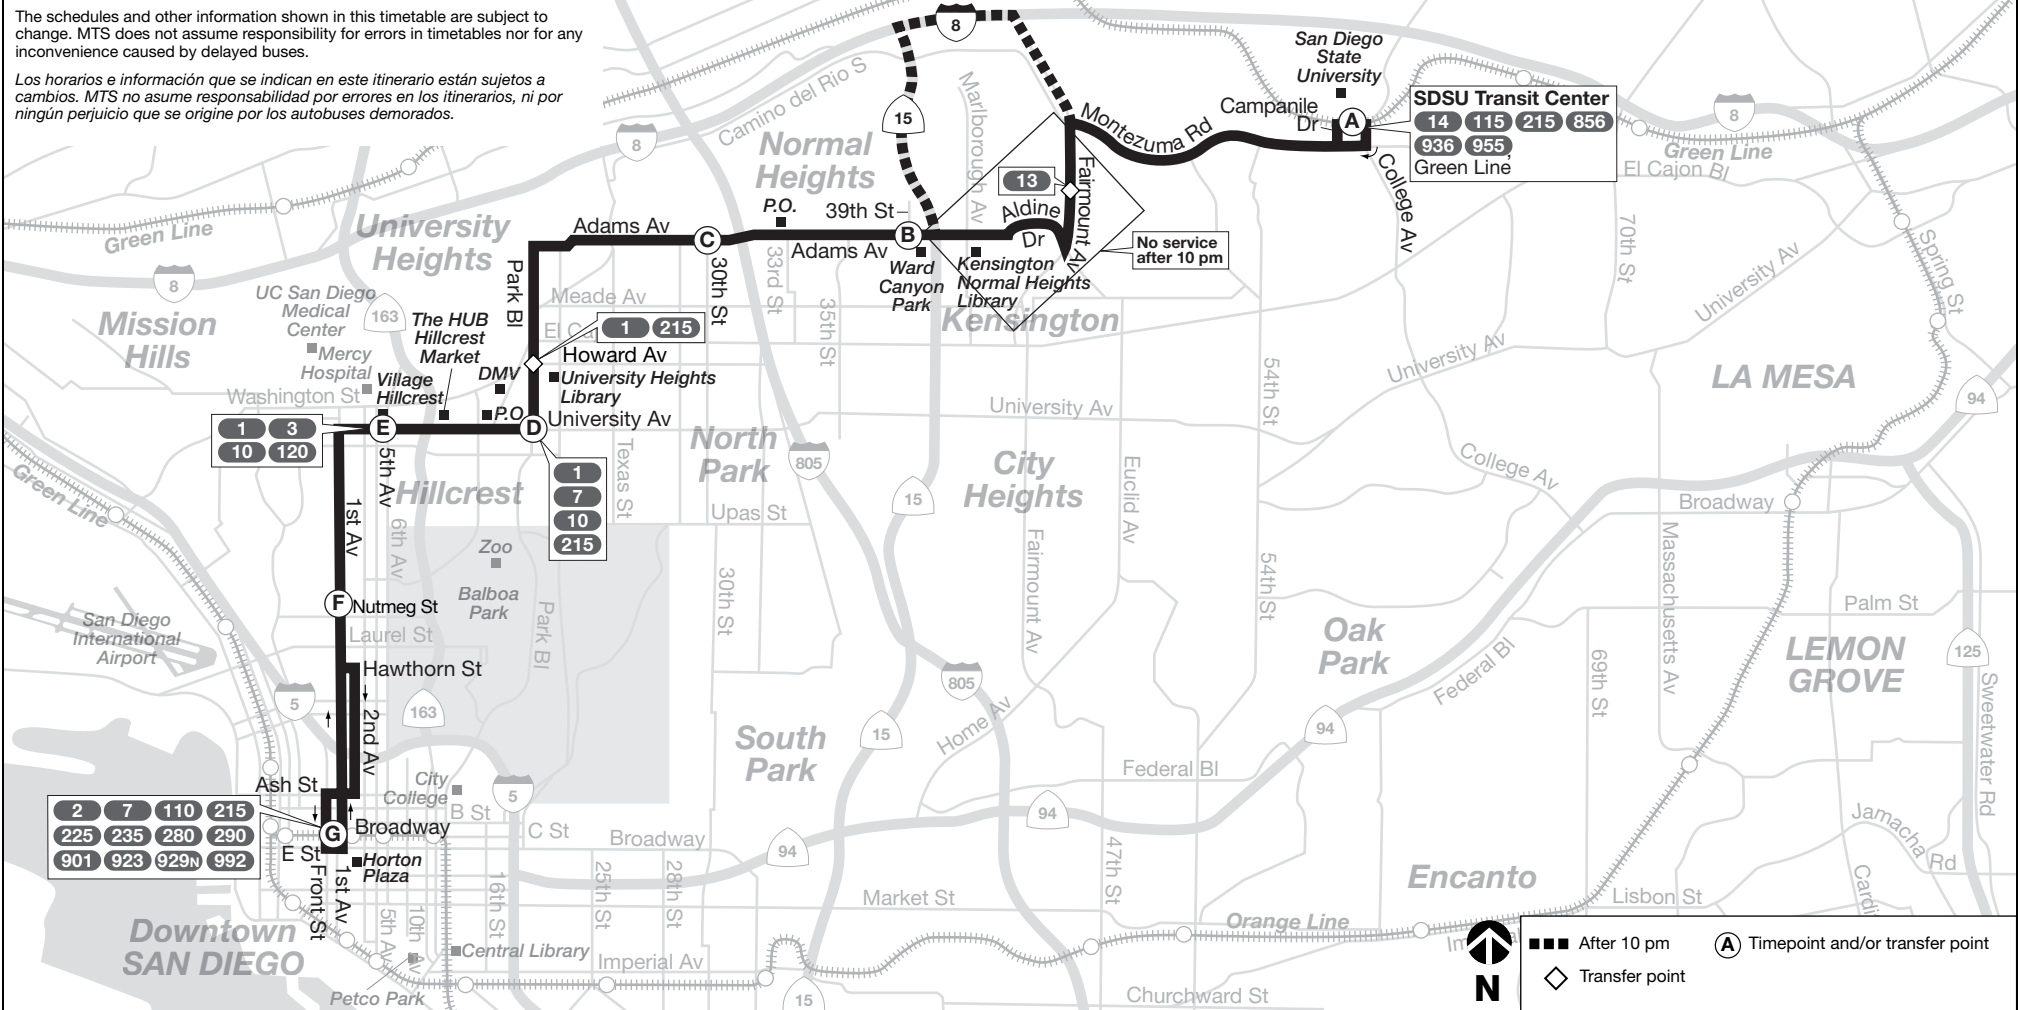 The schedules and other information shown in this timetable are subject to
change. MTS does not assume responsibility for errors in timetables nor for any
inconvenience caused by delayed buses.
Los horarios e información que se indican en este itinerario están sujetos a
cambios. MTS no asume responsabilidad por errores en los itinerarios, ni por
ningún perjuicio que se origine por los autobuses demorados.
8
San Diego
State
University
Campanile
Dr
A
SDSU Transit Center
14 115 215 856
936 955,
Green Line
8
Green Line
El Cajon Bl
College Av
Montezuma Rd
Camino del Rio S
15
Marlborough Av
8
Normal
Heights
P.O.
39th St
13
Fairmount Av
Aldine
Dr
No service
after 10 pm
70th St
Spring St
University Av
Green Line
8
University
Heights
Adams Av
C
B
Adams Av
30th St
33rd St
35th St
Ward
Canyon
Park
Kensington
Normal Heights
Library
Kensington
Park Bl
Meade Av
El Ca
1 215
Howard Av
University Heights
Library
UC San Diego
Medical
Center
163
Mission
Hills
The HUB
Hillcrest
Market
Mercy
Hospital
DMV
Village
Hillcrest
Washington St
P.O.
D
University Av
E
1 3
10 120
5th Av
Hillcrest
1
7
10
215
Texas St
North
Park
805
Upas St
University Av
54th St
University Av
LA MESA
94
City
Heights
Euclid Av
15
College Av
Broadway
Green Line
1st Av
6th Av
Zoo
Balboa
Park
Park Bl
30th St
Fairmount Av
54th St
Massachusetts Av
F
Nutmeg St
Laurel St
Hawthorn St
San Diego
International
Airport
5
163
2nd Av
Oak
Park
Federal Bl
69th St
Palm St
LEMON
GROVE
125
Sweetwater Rd
805
15
Home Av
94
South
Park
Federal Bl
Ash St
City
College
B St
5
C St
Broadway
94
94
2 7 110 215
225 235 280 290
901 923 929N 992
G
Broadway
E St
Horton
Plaza
Front St
1st Av
5th Av
10th Av
16th St
25th St
28th St
Market St
47th St
Encanto
Jamacha
Rd
Cardi
Lisbon St
Orange Line
Im
Downtown
SAN DIEGO
Central Library
Imperial Av
Petco Park
15
Churchward St
N
After 10 pm
A Timepoint and/or transfer point
Transfer point